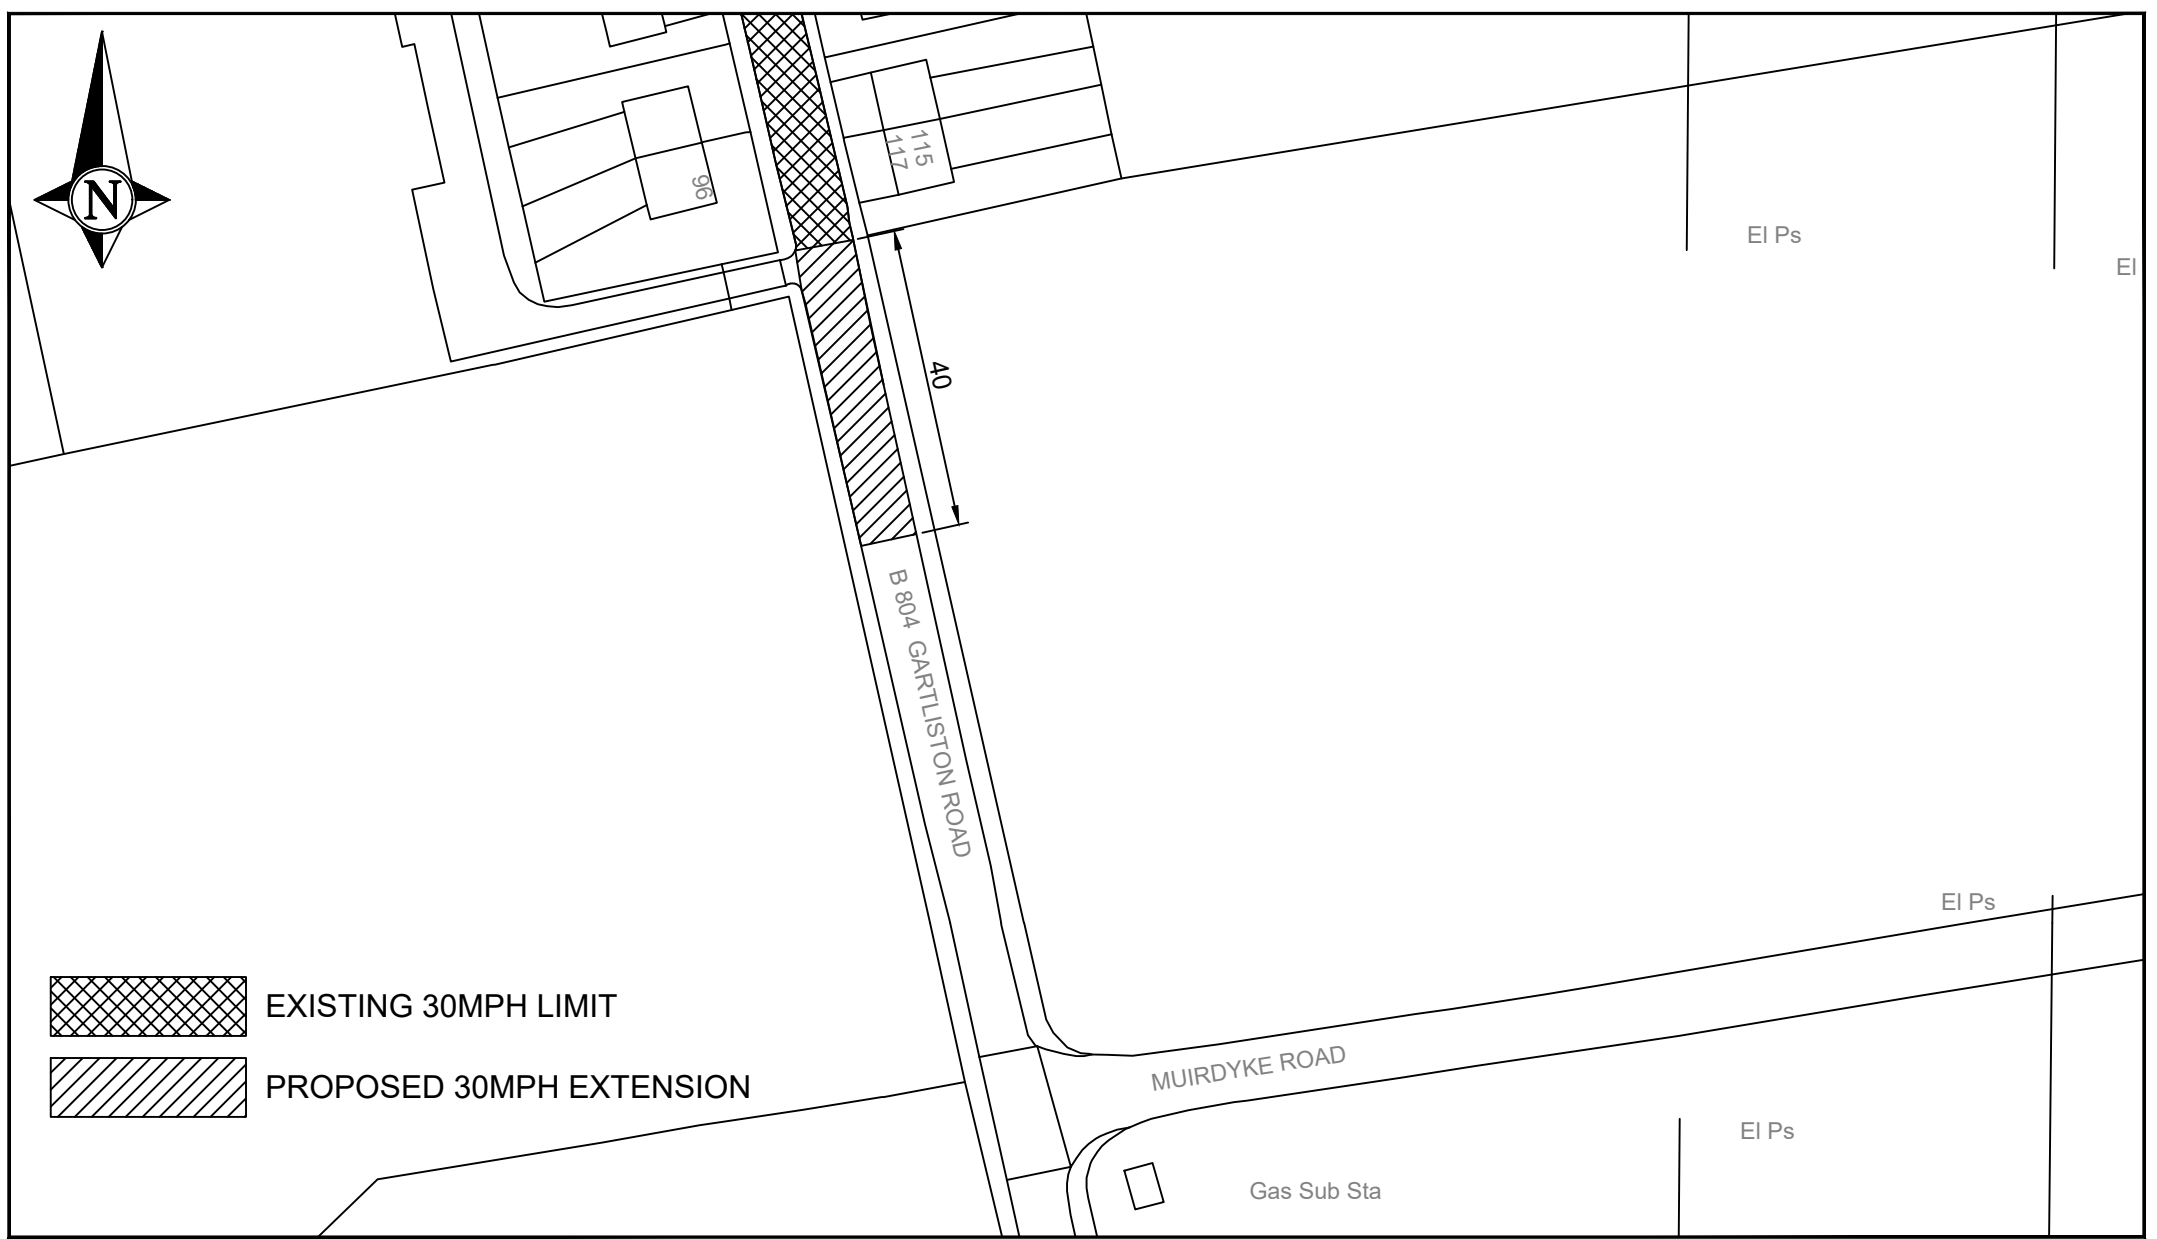 N
115
117
96
El Ps
El
40
B 804 GARTLISTON ROAD
El Ps
EXISTING 30MPH LIMIT
PROPOSED 30MPH EXTENSION
MUIRDYKE ROAD
El Ps
Gas Sub Sta